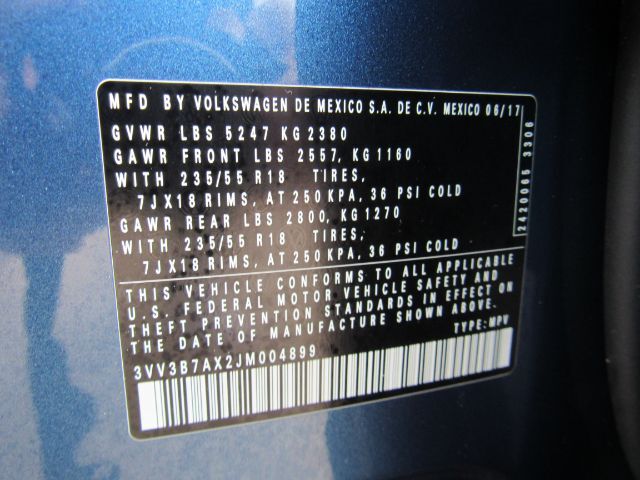 MFD BY VOLKSWAGEN DE MEXICO S.A. DE C.V. MEXICO 06/17
GVWR LBS 5247 KG 2380
GAWR FRONT LBS 2557, KG 1160
WITH 235/55 R18 TIRES,
7JX18 RIMS, AT 250 KPA, 36 PSI COLD
GAWR REAR LBS 2800, KG1270
WITH 235/55 R18 TIRES,
7JX18 RIMS, AT 250 KPA, 36 PSI COLD
2420065 3306
THIS VEHICLE CONFORMS TO ALL APPLICABLE
U.S. FEDERAL MOTOR VEHICLE SAFETY AND
THEFT PREVENTION STANDARDS IN EFFECT ON
THE DATE OF MANUFACTURE SHOWN ABOVE.
3VV3B7AX2JM004899 TYPE: MPV